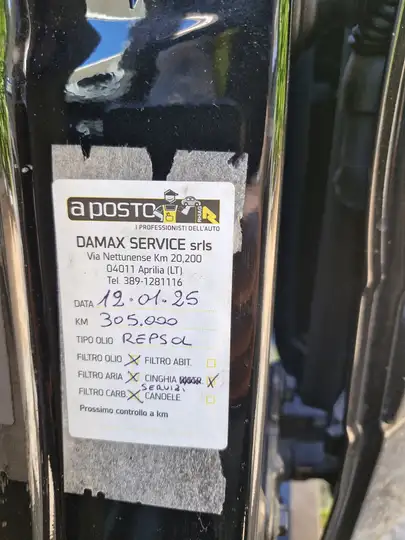 a posto
I PROFESSIONISTI DELL'AUTO
DAMAX SERVICE srls
Via Nettunense Km 20,200
04011 Aprilia (LT)
Tel. 389-1281116
DATA 12.01.25
KM 305.000
TIPO OLIO REPSOL
FILTRO OLIO X FILTRO ABIT.
FILTRO ARIA X CINGHIA X
SERVIZI
FILTRO CARB X CANDELE
Prossimo controllo a km